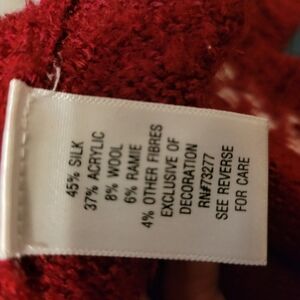 45% SILK
37% ACRYLIC
8% WOOL
6% RAMIE
4% OTHER FIBRES
EXCLUSIVE OF
DECORATION
RN#73277
SEE REVERSE
FOR CARE